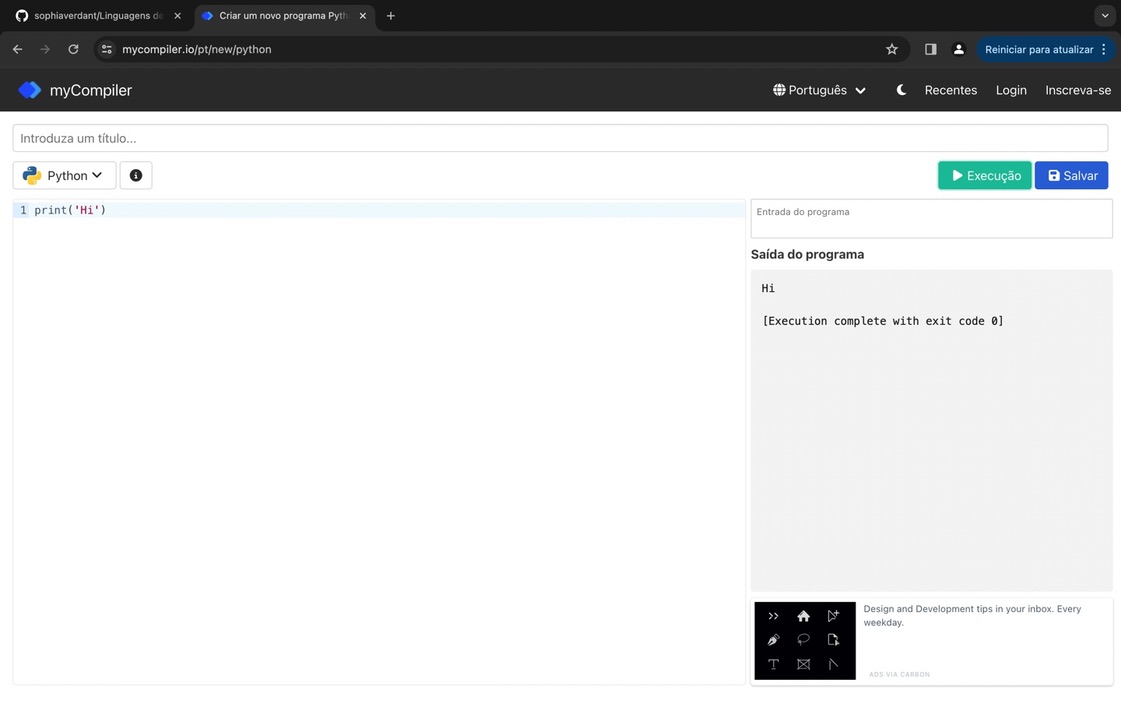 sophiaverdant/Linguagens de
Criar um novo programa Pyth
mycompiler.io/pt/new/python
Reiniciar para atualizar
myCompiler
Português
Recentes
Login
Inscreva-se
Introduza um título...
Python
Execução
Salvar
1 print('Hi')
Entrada do programa
Saída do programa
Hi
[Execution complete with exit code 0]
Design and Development tips in your inbox. Every
weekday.
ADS VIA CARBON